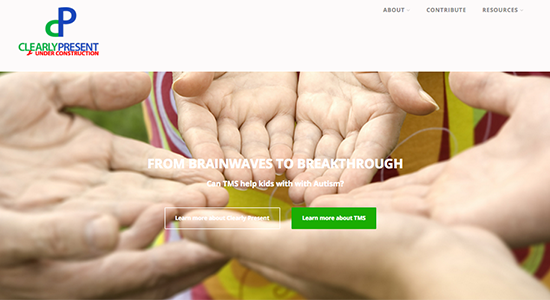 ABOUT CONTRIBUTE RESOURCES
CLEARLYPRESENT
UNDER CONSTRUCTION
FROM BRAINWAVES TO BREAKTHROUGH
Can TMS help kids with with Autism?
Learn more about Clearly Present Learn more about TMS